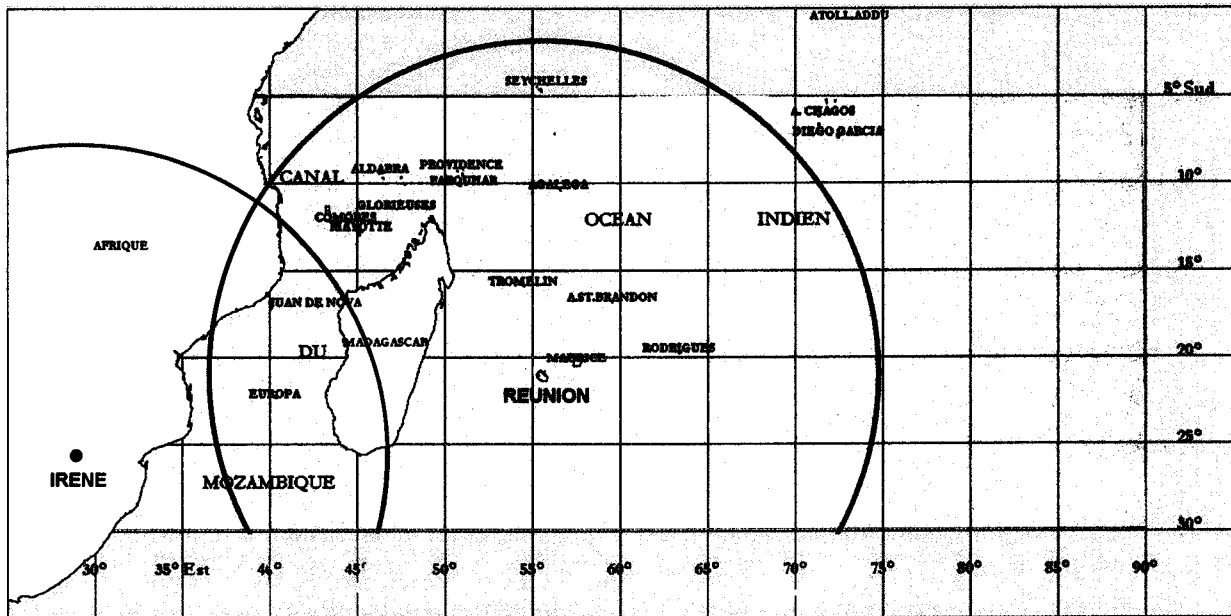 ATOLL.ADDU
SEYCHELLES
5° Sud
A. CHAGOS
DIEGO GARCIA
ALDABRA
PROVIDENCE
CANAL
FARQUHAR
AGALEGA
10°
GLORIEUSES
COMORES
MAYOTTE
OCEAN
INDIEN
AFRIQUE
15°
TROMELIN
JUAN DE NOVA
A.ST.BRANDON
MADAGASCAR
DU
RODRIGUES
MAURICE
20°
EUROPA
REUNION
25°
IRENE
MOZAMBIQUE
30°
30° 35° Est 40° 45° 50° 55° 60° 65° 70° 75° 80° 85° 90°